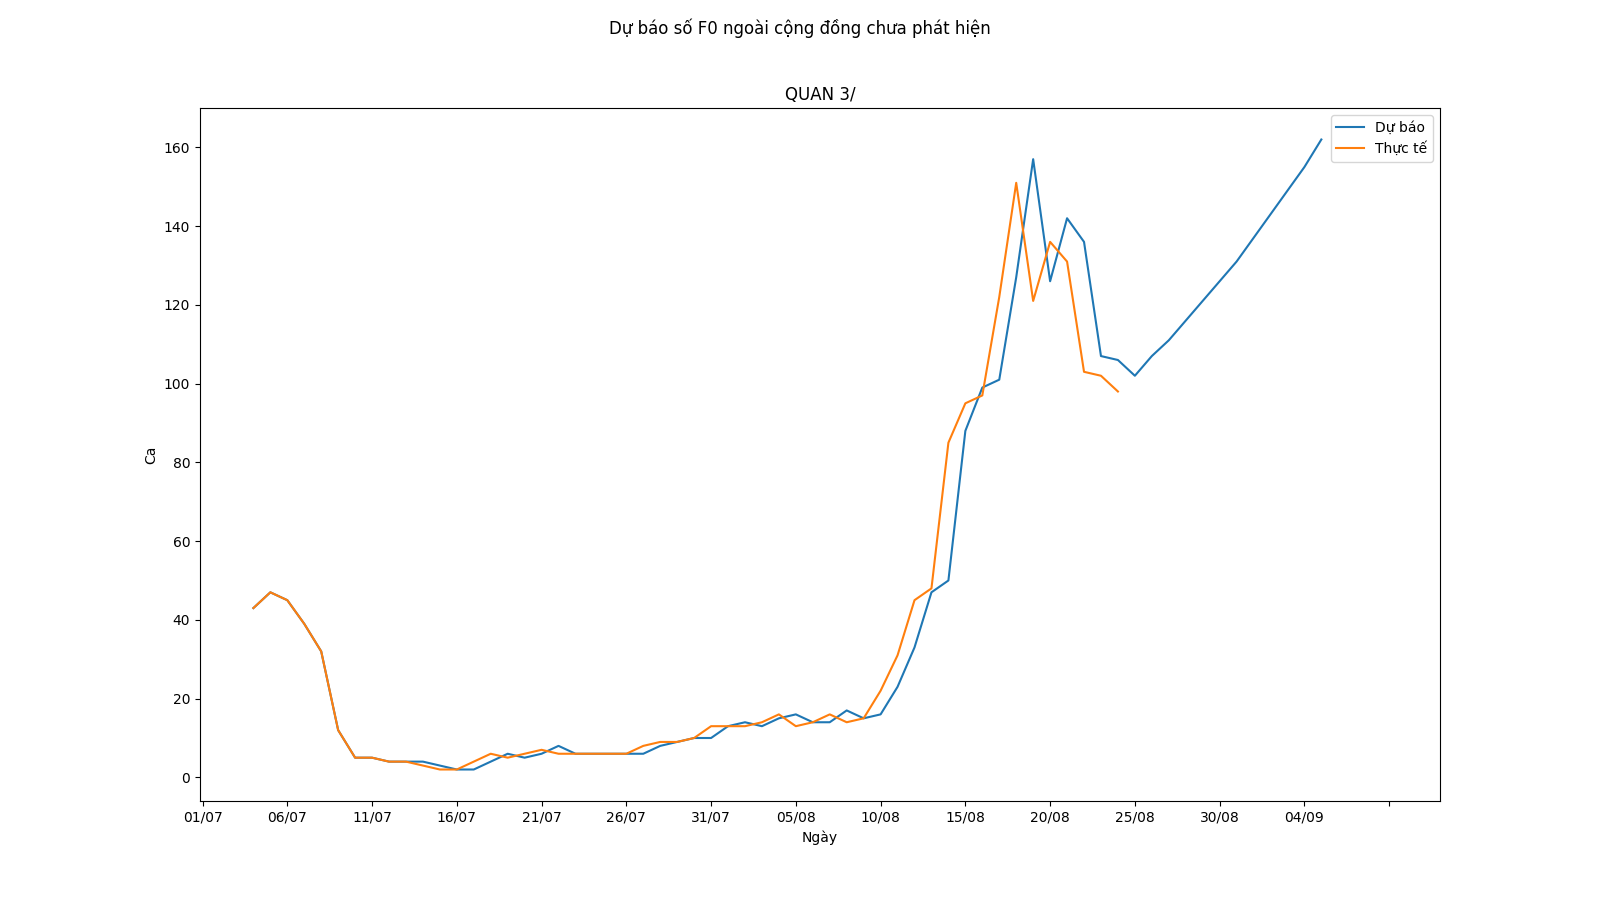 Dự báo số F0 ngoài cộng đồng chưa phát hiện
QUAN 3/
Dự báo
Thực tế
160
140
120
100
80
60
40
20
0
Ca
01/07 06/07 11/07 16/07 21/07 26/07 31/07 05/08 10/08 15/08 20/08 25/08 30/08 04/09
Ngày